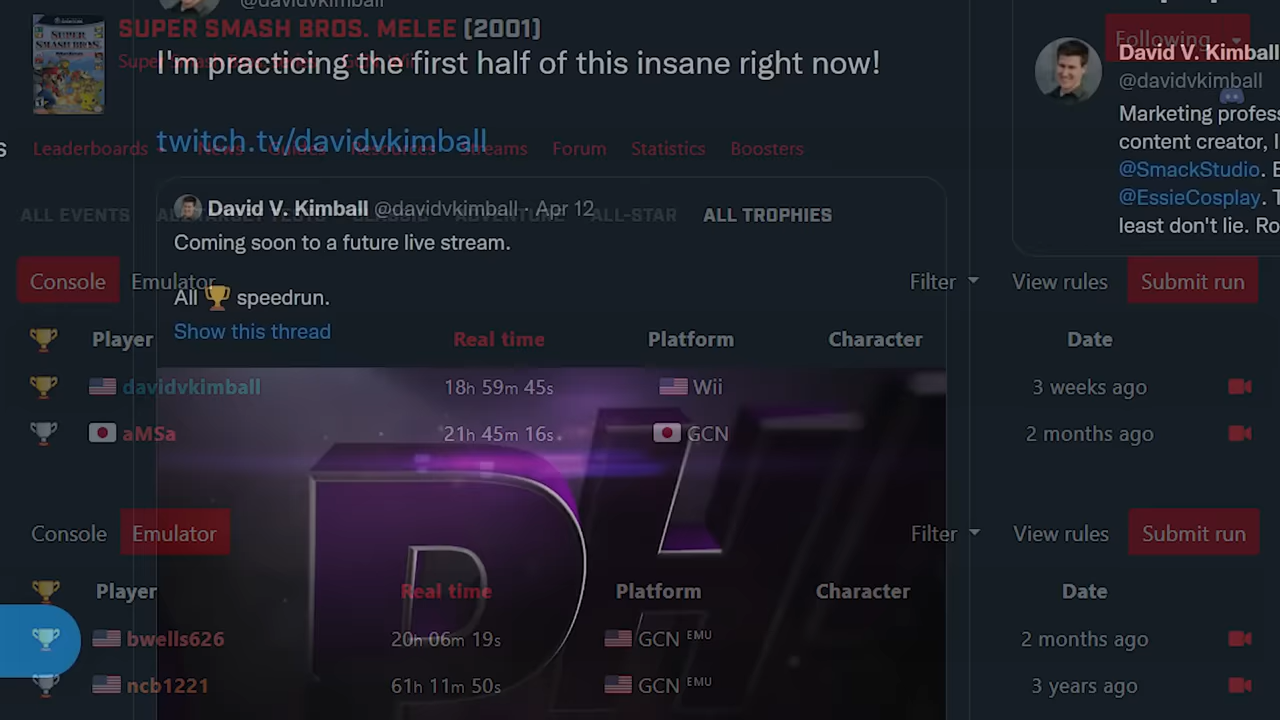 @davidvkimball
SUPER SMASH BROS. MELEE [2001]
Following
I'm practicing the first half of this insane right now!
David V. Kimball
@davidvkimball
Marketing profess
content creator, I
@SmackStudio. E
@EssieCosplay. T
least don't lie. Ro
twitch.tv/davidvkimball
S Leaderboards News Guides Resources Streams Forum Statistics Boosters
David V. Kimball @davidvkimball · Apr 12
ALL EVENTS ALL TARGET TESTS CLASSIC ADVENTURE ALL-STAR ALL TROPHIES
Coming soon to a future live stream.
Console Emulator Filter View rules Submit run
All 🏆 speedrun.
Show this thread
Player Real time Platform Character Date
davidvkimball 18h 59m 45s Wii 3 weeks ago
aMSa 21h 45m 16s GCN 2 months ago
Console Emulator Filter View rules Submit run
Player Real time Platform Character Date
bwells626 20h 06m 19s GCN EMU 2 months ago
ncb1221 61h 11m 50s GCN EMU 3 years ago